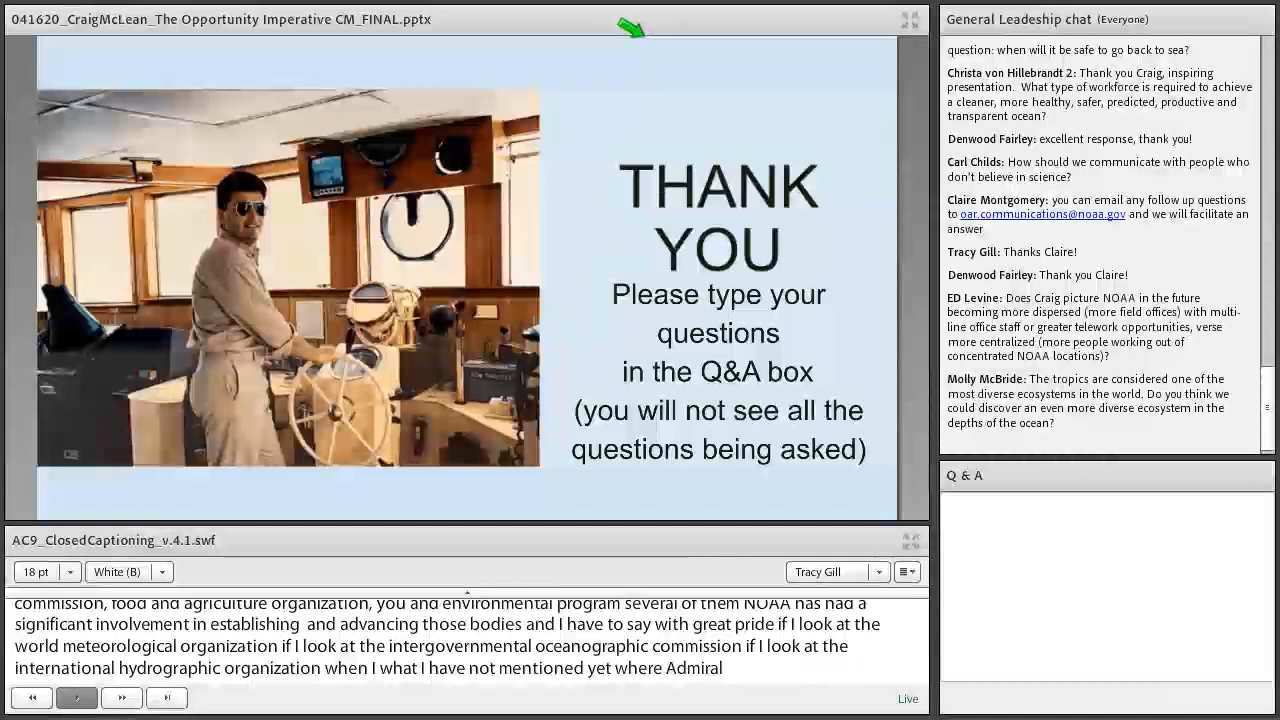 041620_CraigMcLean_The Opportunity Imperative CM_FINAL.pptx
THANK
YOU
Please type your
questions
in the Q&A box
(you will not see all the
questions being asked)
General Leadership chat (Everyone)
question: when will it be safe to go back to sea?
Christa von Hillebrandt 2: Thank you Craig, inspiring
presentation. What type of workforce is required to achieve
a cleaner, more healthy, safer, predicted, productive and
transparent ocean?
Denwood Fairley: excellent response, thank you!
Carl Childs: How should we communicate with people who
don't believe in science?
Claire Montgomery: you can email any follow up questions
to oar.communications@noaa.gov and we will facilitate an
answer
Tracy Gill: Thanks Claire!
Denwood Fairley: Thank you Claire!
ED Levine: Does Craig picture NOAA in the future
becoming more dispersed (more field offices) with multi-
line office staff or greater telework opportunities, verse
more centralized (more people working out of
concentrated NOAA locations)?
Molly McBride: The tropics are considered one of the
most diverse ecosystems in the world. Do you think we
could discover an even more diverse ecosystem in the
depths of the ocean?
Q & A
AC9_ClosedCaptioning_v.4.1.swf
18 pt
White (B)
Tracy Gill
commission, food and agriculture organization, you and environmental program several of them NOAA has had a
significant involvement in establishing and advancing those bodies and I have to say with great pride if I look at the
world meteorological organization if I look at the intergovernmental oceanographic commission if I look at the
international hydrographic organization when I what I have not mentioned yet where Admiral
Live